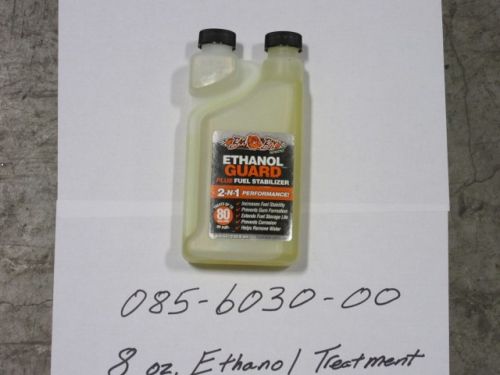 ETHANOL
GUARD
PLUS FUEL STABILIZER
2-N-1 PERFORMANCE!
80
Increases Fuel Stability
Prevents Gum Formation
Extends Fuel Storage Life
Prevents Corrosion
Helps Remove Water
085-6030-00
8 oz. Ethanol Treatment